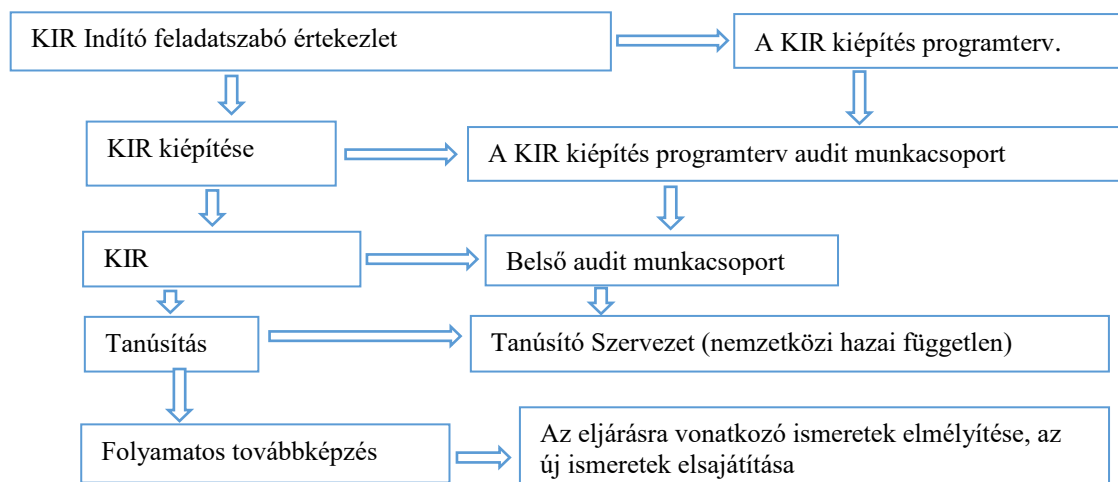 KIR Indító feladatszabó értekezlet
A KIR kiépítés programterv.
KIR kiépítése
A KIR kiépítés programterv audit munkacsoport
KIR
Belső audit munkacsoport
Tanúsítás
Tanúsító Szervezet (nemzetközi hazai független)
Folyamatos továbbképzés
Az eljárásra vonatkozó ismeretek elmélyítése, az
új ismeretek elsajátítása